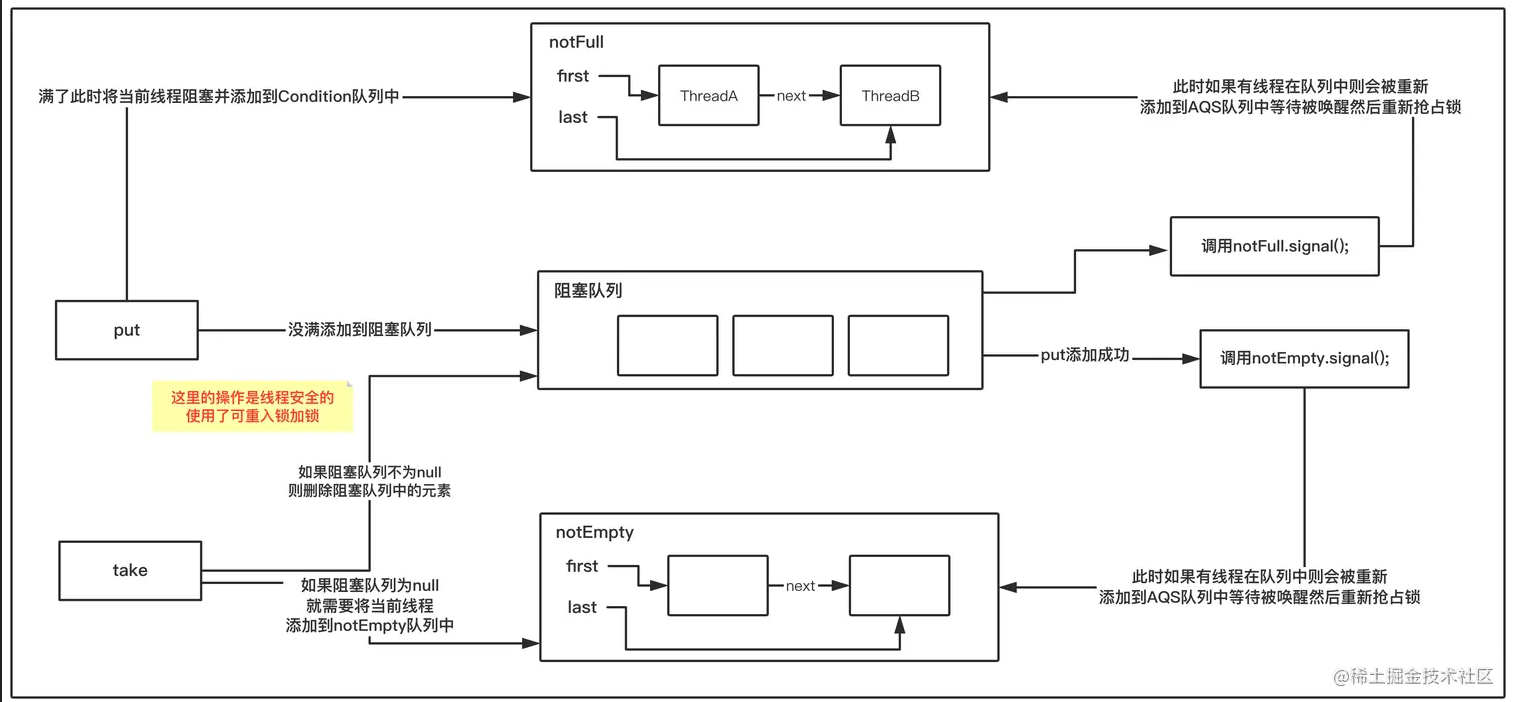 notFull
first
ThreadA
next
ThreadB
last
满了此时将当前线程阻塞并添加到Condition队列中
此时如果有线程在队列中则会被重新
添加到AQS队列中等待被唤醒然后重新抢占锁
调用notFull.signal();
阻塞队列
put
没满添加到阻塞队列
put添加成功
调用notEmpty.signal();
这里的操作是线程安全的
使用了可重入锁加锁
如果阻塞队列不为null
则删除阻塞队列中的元素
take
如果阻塞队列为null
就需要将当前线程
添加到notEmpty队列中
notEmpty
first
next
last
此时如果有线程在队列中则会被重新
添加到AQS队列中等待被唤醒然后重新抢占锁
@稀土掘金技术社区